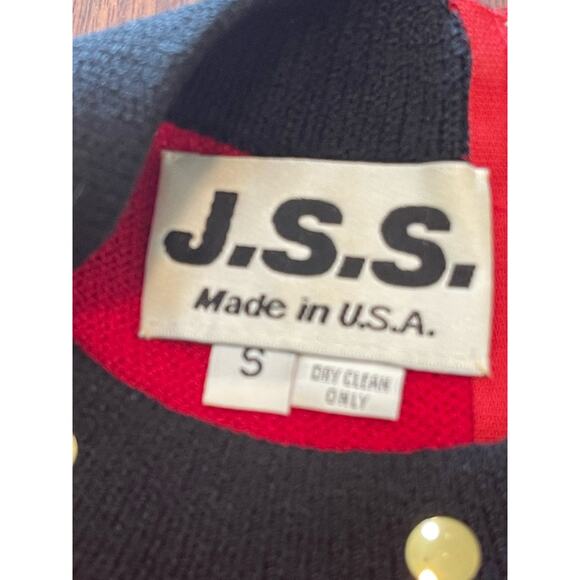 J.S.S.
Made in U.S.A.
S
DRY CLEAN
ONLY